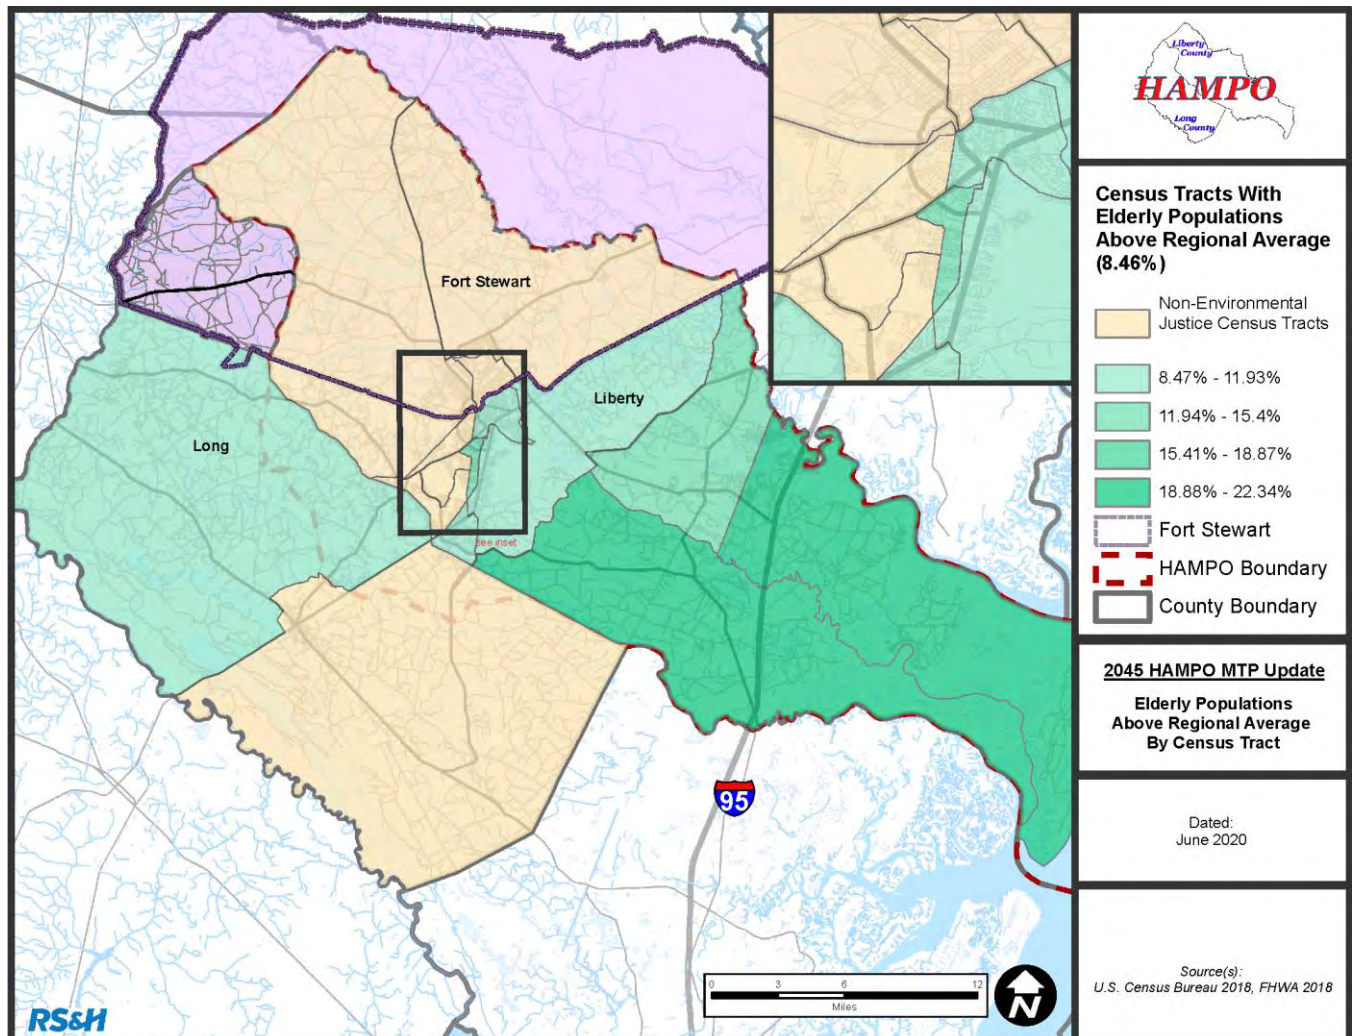 Fort Stewart
Liberty
Long
see inset
95
0 3 6 12
Miles
N
RS&H
Liberty
County
HAMPO
Long
County
Census Tracts With
Elderly Populations
Above Regional Average
(8.46%)
Non-Environmental
Justice Census Tracts
8.47% - 11.93%
11.94% - 15.4%
15.41% - 18.87%
18.88% - 22.34%
Fort Stewart
HAMPO Boundary
County Boundary
2045 HAMPO MTP Update
Elderly Populations
Above Regional Average
By Census Tract
Dated:
June 2020
Source(s):
U.S. Census Bureau 2018, FHWA 2018